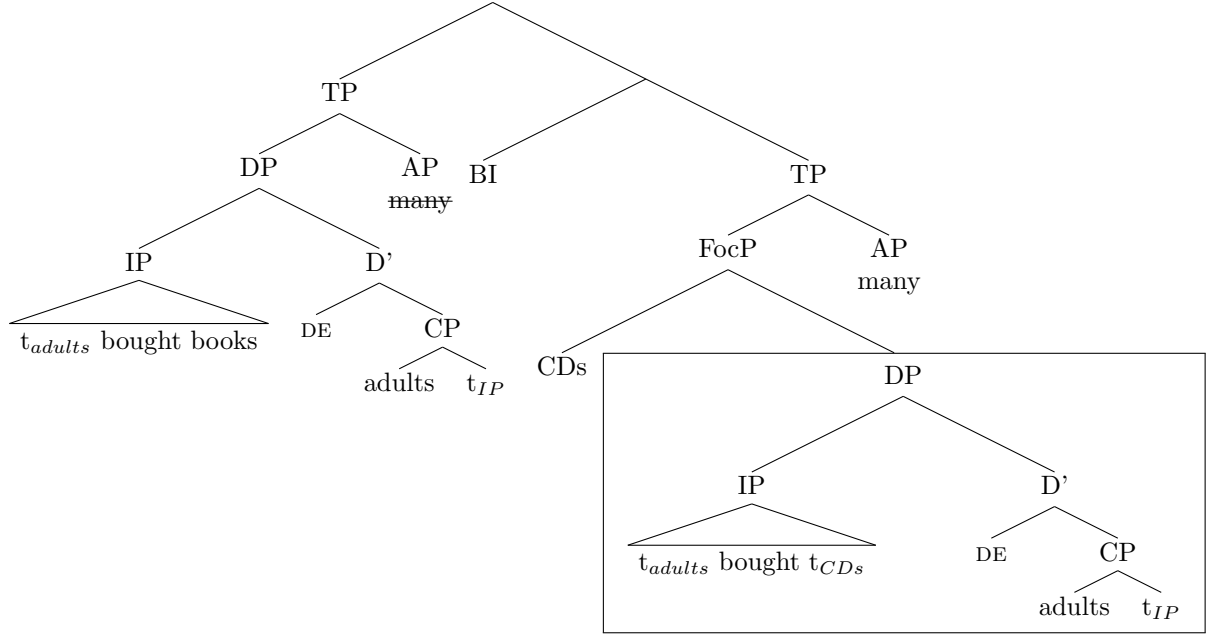 TP
DP AP BI TP
~~many~~
IP D' FocP AP
many
t_adults bought books DE CP
adults t_IP CDs DP
IP D'
t_adults bought t_CDs DE CP
adults t_IP